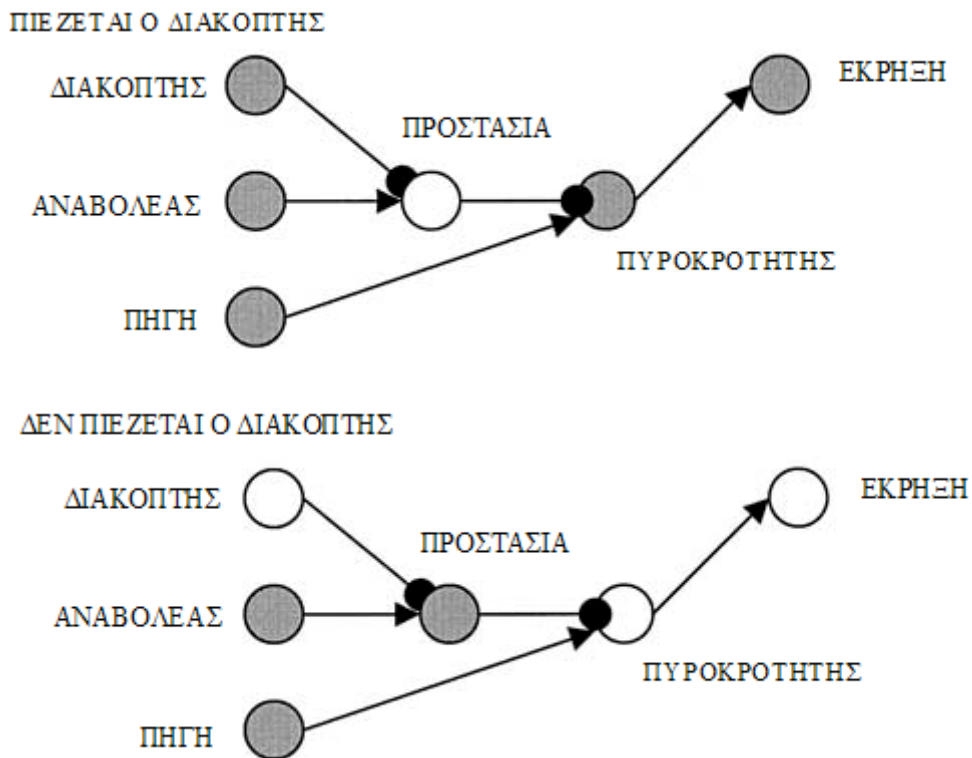 ΠΙΕΖΕΤΑΙ Ο ΔΙΑΚΟΠΤΗΣ
ΔΙΑΚΟΠΤΗΣ
ΕΚΡΗΞΗ
ΠΡΟΣΤΑΣΙΑ
ΑΝΑΒΟΛΕΑΣ
ΠΥΡΟΚΡΟΤΗΤΗΣ
ΠΗΓΗ
ΔΕΝ ΠΙΕΖΕΤΑΙ Ο ΔΙΑΚΟΠΤΗΣ
ΔΙΑΚΟΠΤΗΣ
ΕΚΡΗΞΗ
ΠΡΟΣΤΑΣΙΑ
ΑΝΑΒΟΛΕΑΣ
ΠΥΡΟΚΡΟΤΗΤΗΣ
ΠΗΓΗ